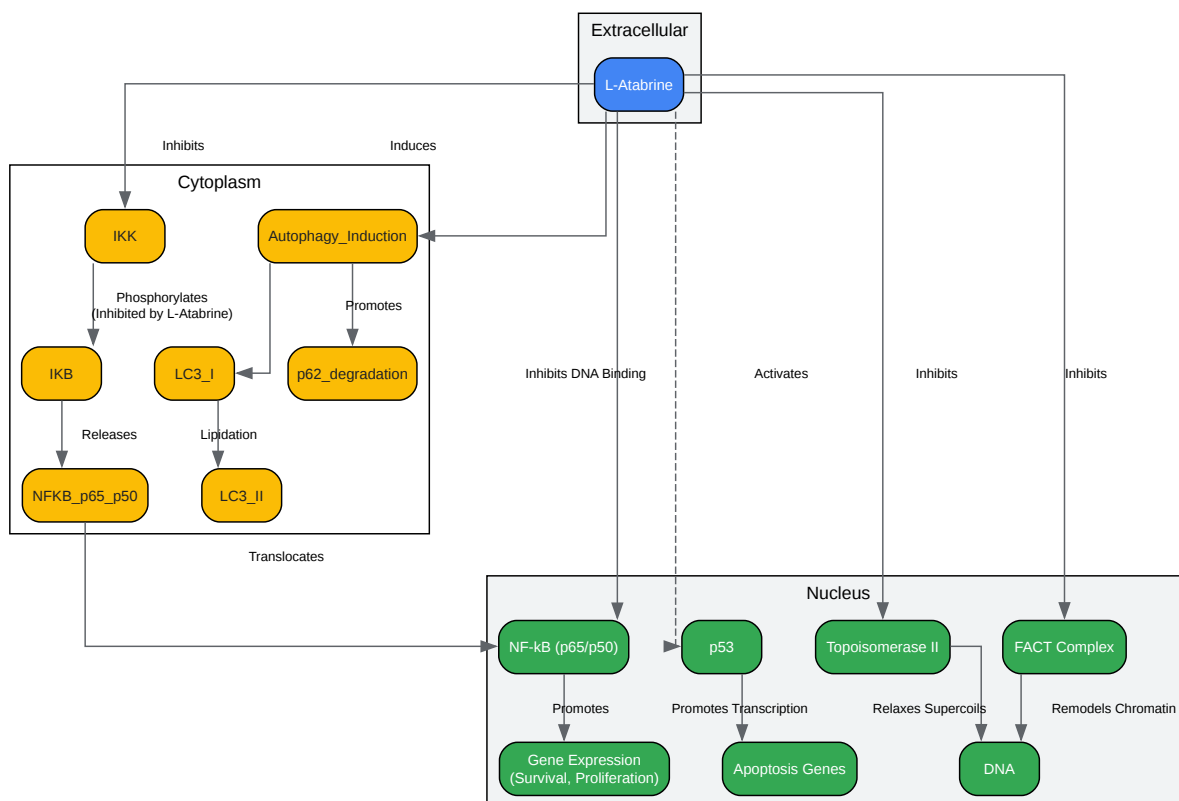 Extracellular
L-Atabrine
Inhibits
Induces
Cytoplasm
IKK
Autophagy_Induction
Phosphorylates
(Inhibited by L-Atabrine)
Promotes
IKB
LC3_I
p62_degradation
Inhibits DNA Binding
Activates
Inhibits
Inhibits
Releases
Lipidation
NFKB_p65_p50
LC3_II
Translocates
Nucleus
NF-kB (p65/p50)
p53
Topoisomerase II
FACT Complex
Promotes
Promotes Transcription
Relaxes Supercoils
Remodels Chromatin
Gene Expression
(Survival, Proliferation)
Apoptosis Genes
DNA